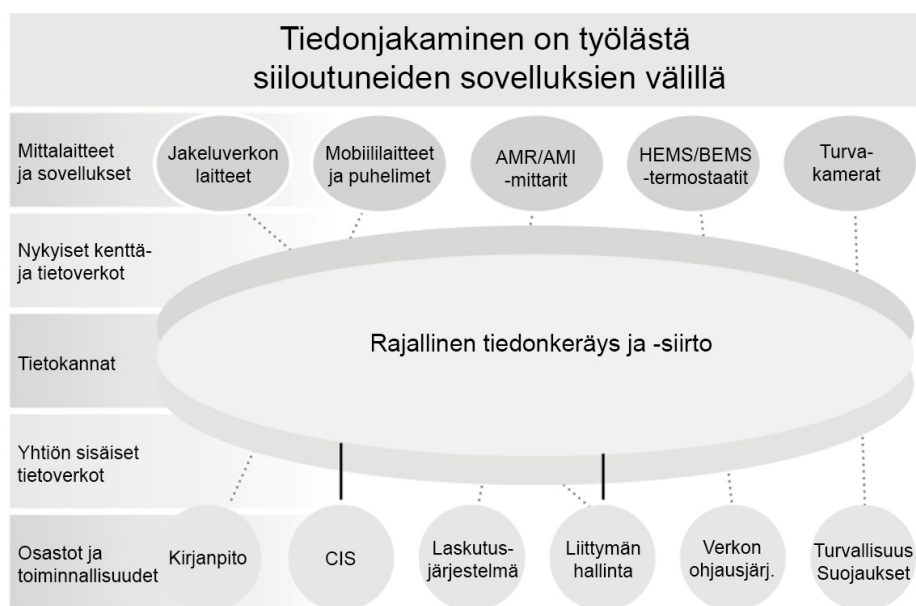 Tiedonjakaminen on työlästä
siiloutuneiden sovelluksien välillä
Mittalaitteet
ja sovellukset
Jakeluverkon
laitteet
Mobiililaitteet
ja puhelimet
AMR/AMI
-mittarit
HEMS/BEMS
-termostaatit
Turva-
kamerat
Nykyiset kenttä-
ja tietoverkot
Tietokannat
Rajallinen tiedonkeräys ja -siirto
Yhtiön sisäiset
tietoverkot
Osastot ja
toiminnallisuudet
Kirjanpito
CIS
Laskutus-
järjestelmä
Liittymän
hallinta
Verkon
ohjausjärj.
Turvallisuus
Suojaukset